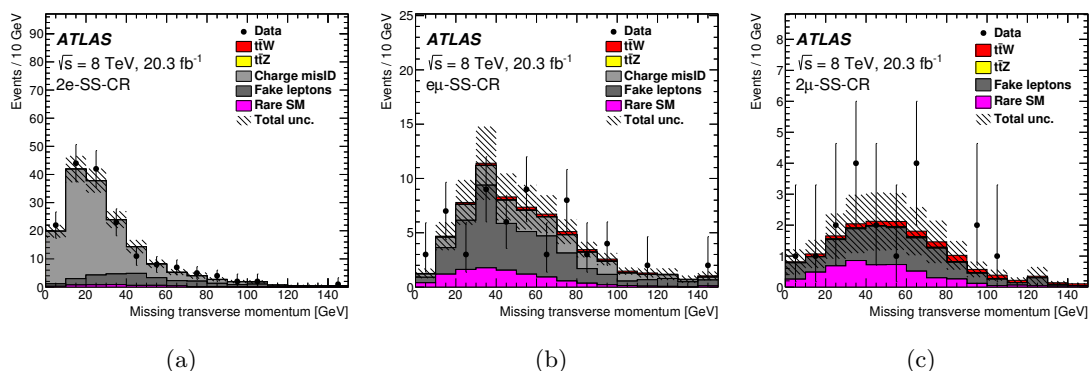 Events / 10 GeV
90
80
70
60
50
40
30
20
10
0
ATLAS
√s = 8 TeV, 20.3 fb⁻¹
2e-SS-CR
Data
tt̄W
tt̄Z
Charge misID
Fake leptons
Rare SM
Total unc.
0 20 40 60 80 100 120 140
Missing transverse momentum [GeV]
(a)
Events / 10 GeV
25
20
15
10
5
0
ATLAS
√s = 8 TeV, 20.3 fb⁻¹
eμ-SS-CR
Data
tt̄W
tt̄Z
Charge misID
Fake leptons
Rare SM
Total unc.
0 20 40 60 80 100 120 140
Missing transverse momentum [GeV]
(b)
Events / 10 GeV
8
7
6
5
4
3
2
1
0
ATLAS
√s = 8 TeV, 20.3 fb⁻¹
2μ-SS-CR
Data
tt̄W
tt̄Z
Fake leptons
Rare SM
Total unc.
0 20 40 60 80 100 120 140
Missing transverse momentum [GeV]
(c)